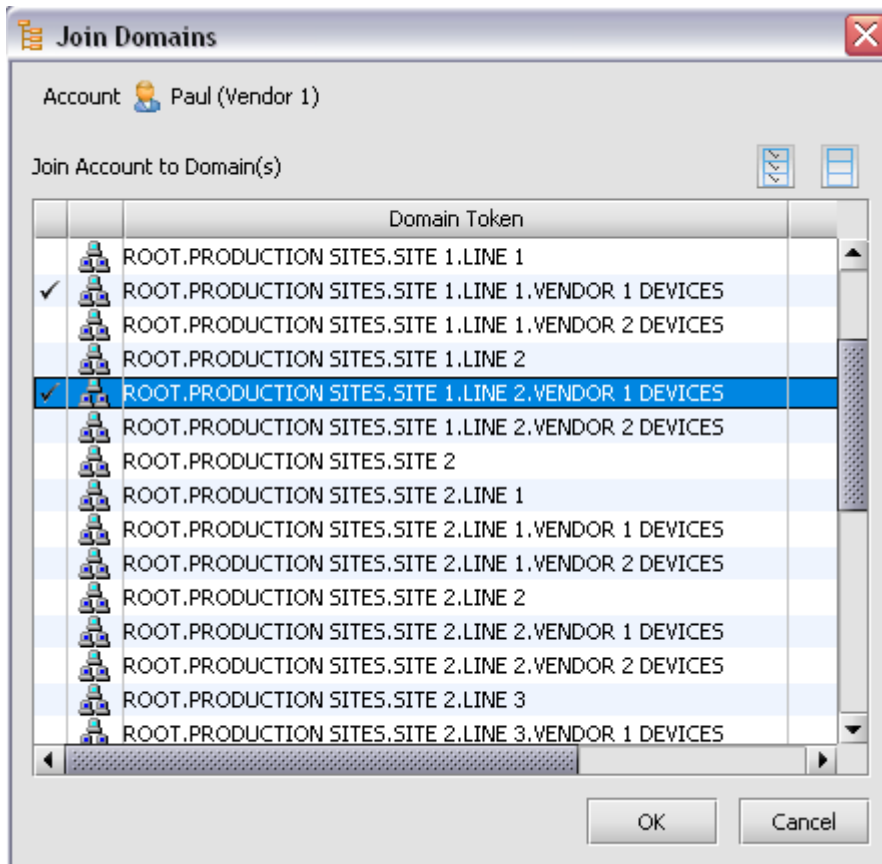 Join Domains
Account Paul (Vendor 1)
Join Account to Domain(s)
Domain Token
ROOT.PRODUCTION SITES.SITE 1.LINE 1
ROOT.PRODUCTION SITES.SITE 1.LINE 1.VENDOR 1 DEVICES
ROOT.PRODUCTION SITES.SITE 1.LINE 1.VENDOR 2 DEVICES
ROOT.PRODUCTION SITES.SITE 1.LINE 2
ROOT.PRODUCTION SITES.SITE 1.LINE 2.VENDOR 1 DEVICES
ROOT.PRODUCTION SITES.SITE 1.LINE 2.VENDOR 2 DEVICES
ROOT.PRODUCTION SITES.SITE 2
ROOT.PRODUCTION SITES.SITE 2.LINE 1
ROOT.PRODUCTION SITES.SITE 2.LINE 1.VENDOR 1 DEVICES
ROOT.PRODUCTION SITES.SITE 2.LINE 1.VENDOR 2 DEVICES
ROOT.PRODUCTION SITES.SITE 2.LINE 2
ROOT.PRODUCTION SITES.SITE 2.LINE 2.VENDOR 1 DEVICES
ROOT.PRODUCTION SITES.SITE 2.LINE 2.VENDOR 2 DEVICES
ROOT.PRODUCTION SITES.SITE 2.LINE 3
ROOT.PRODUCTION SITES.SITE 2.LINE 3.VENDOR 1 DEVICES
OK Cancel